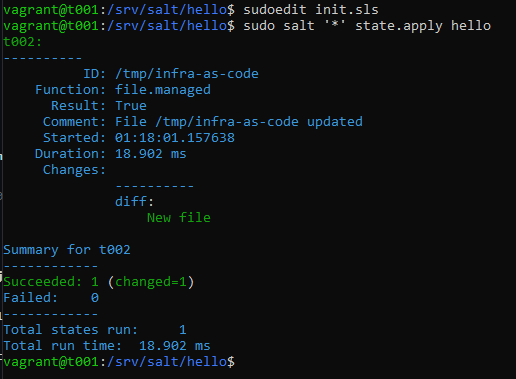 vagrant@t001:/srv/salt/hello$ sudoedit init.sls
vagrant@t001:/srv/salt/hello$ sudo salt '*' state.apply hello
t002:
----------
          ID: /tmp/infra-as-code
    Function: file.managed
      Result: True
     Comment: File /tmp/infra-as-code updated
     Started: 01:18:01.157638
    Duration: 18.902 ms
     Changes:
              ----------
              diff:
                  New file

Summary for t002
------------
Succeeded: 1 (changed=1)
Failed:    0
------------
Total states run:     1
Total run time:  18.902 ms
vagrant@t001:/srv/salt/hello$